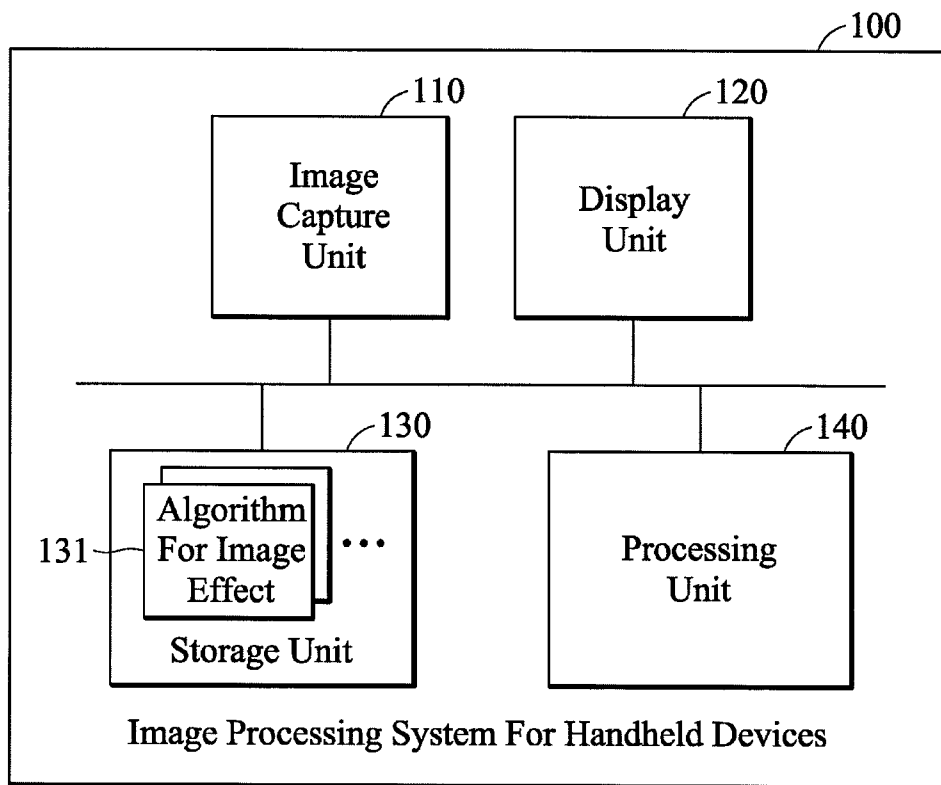 100
110
120
Image
Capture
Unit
Display
Unit
130
140
131
Algorithm
For Image
Effect
...
Storage Unit
Processing
Unit
Image Processing System For Handheld Devices